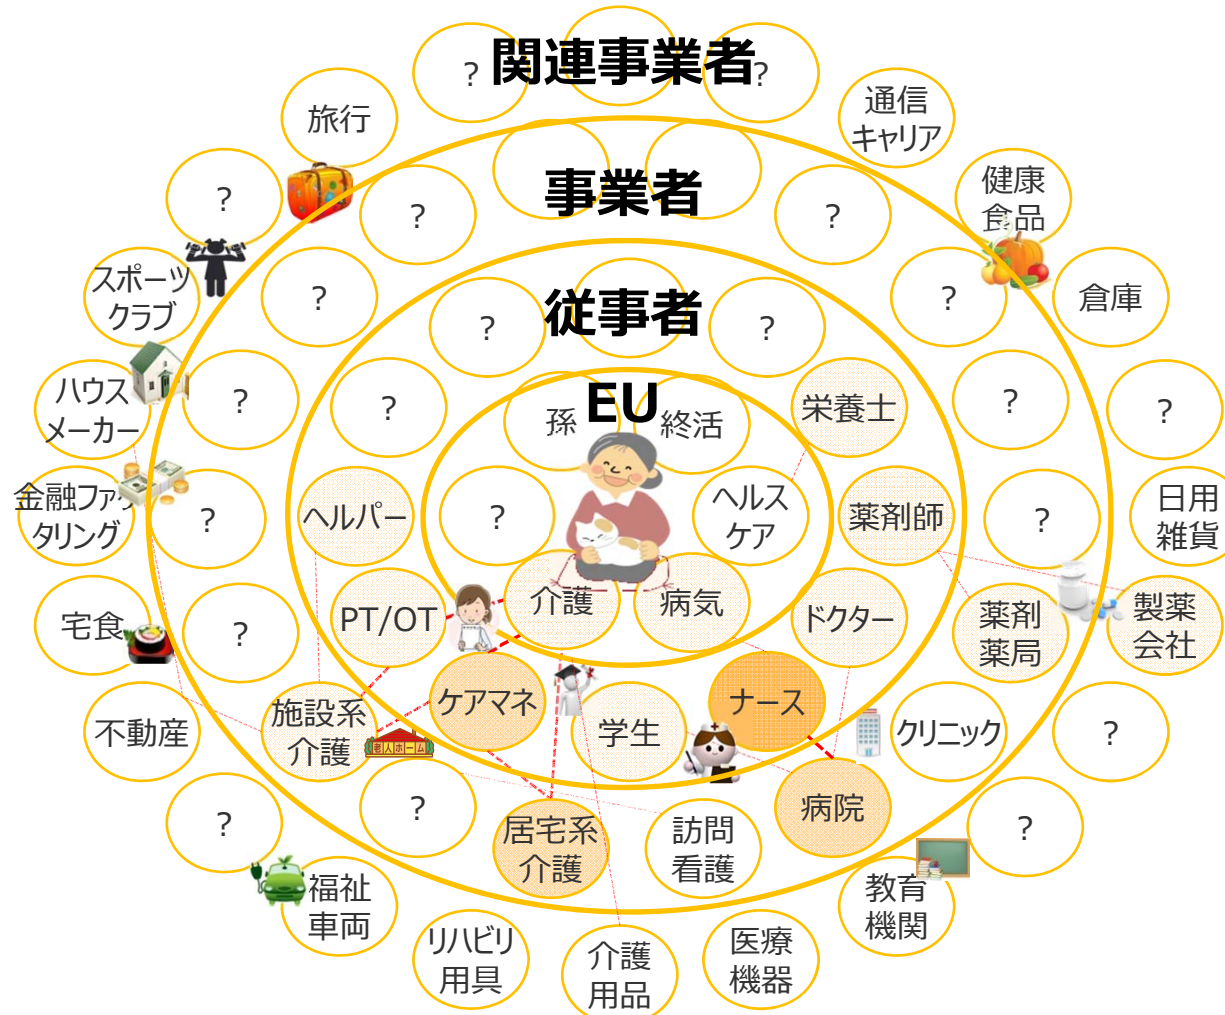 関連事業者
?
?
旅行
通信
キャリア
?
健康
食品
事業者
?
?
スポーツ
クラブ
?
?
倉庫
従事者
?
?
ハウス
メーカー
?
?
EU
孫
終活
栄養士
?
?
金融ファク
タリング
?
ヘルパー
?
ヘルス
ケア
薬剤師
?
日用
雑貨
宅食
?
PT/OT
介護
病気
ドクター
薬剤
薬局
製薬
会社
不動産
施設系
介護
老人ホーム
ケアマネ
学生
ナース
クリニック
?
?
?
居宅系
介護
訪問
看護
病院
?
福祉
車両
教育
機関
リハビリ
用具
介護
用品
医療
機器